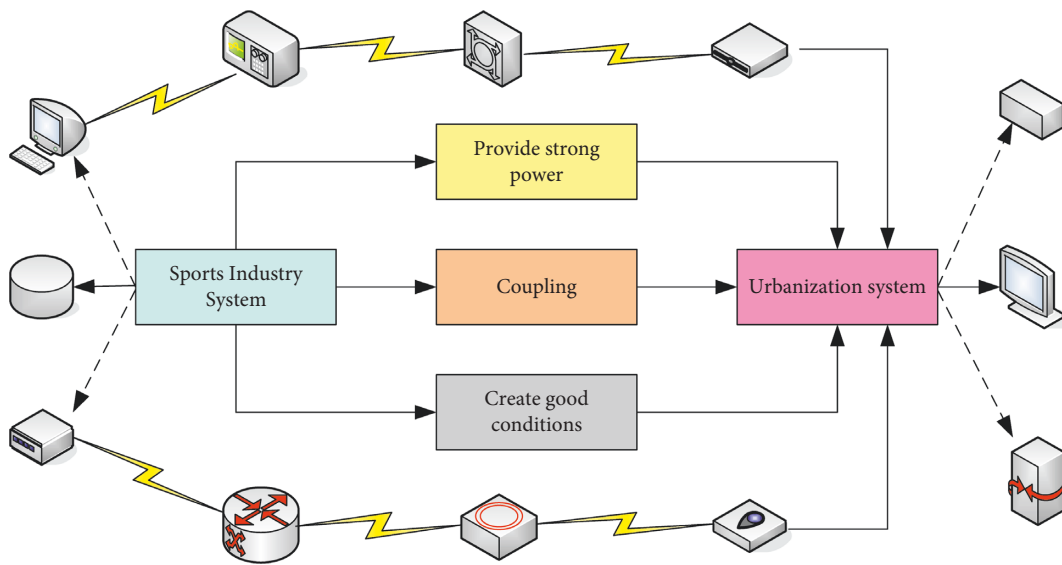 Provide strong
power
Sports Industry
System
Coupling
Urbanization system
Create good
conditions